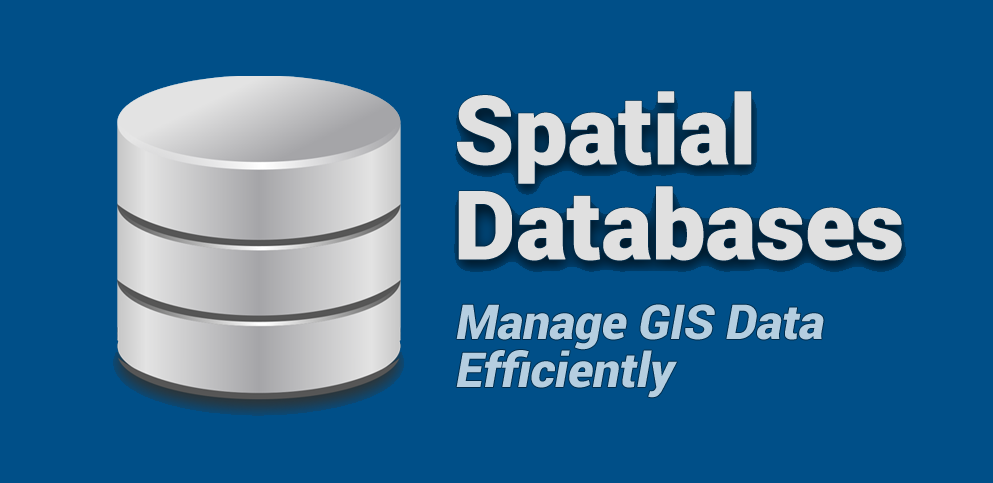 Spatial
Databases
Manage GIS Data
Efficiently